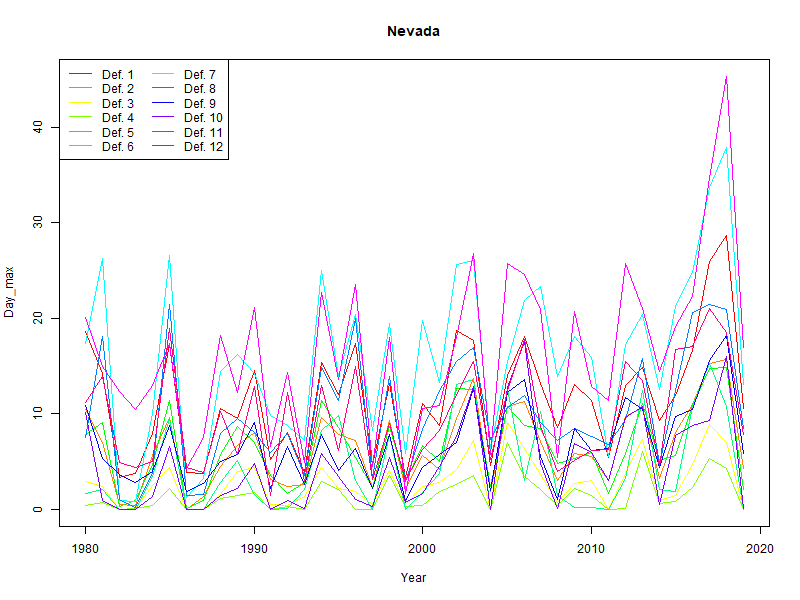 Nevada
Def. 1 Def. 7
Def. 2 Def. 8
Def. 3 Def. 9
Def. 4 Def. 10
Def. 5 Def. 11
Def. 6 Def. 12
Day_max
40
30
20
10
0
1980 1990 2000 2010 2020
Year